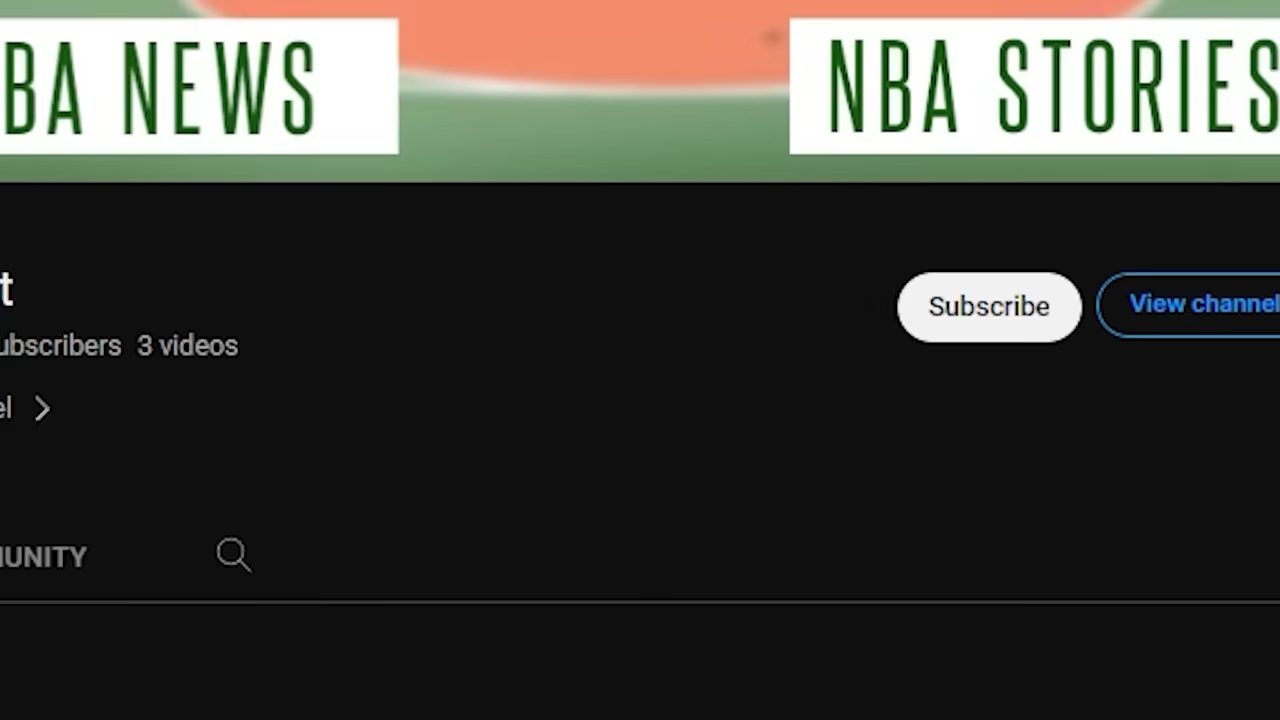 BA NEWS
NBA STORIES
t
ubscribers 3 videos
Subscribe
View channel
el
UNITY